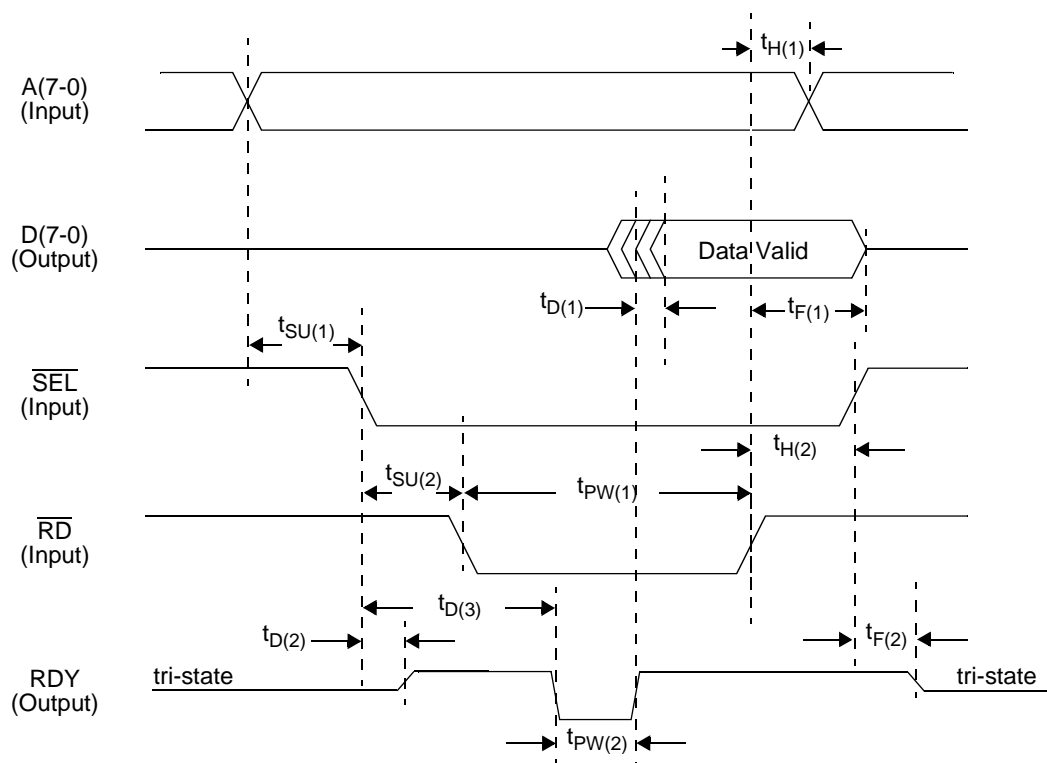 tH(1)
A(7-0)
(Input)
D(7-0)
(Output)
Data Valid
tD(1)
tF(1)
tSU(1)
SEL
(Input)
tH(2)
tSU(2)
tPW(1)
RD
(Input)
tD(3)
tD(2)
tF(2)
RDY
(Output)
tri-state
tri-state
tPW(2)